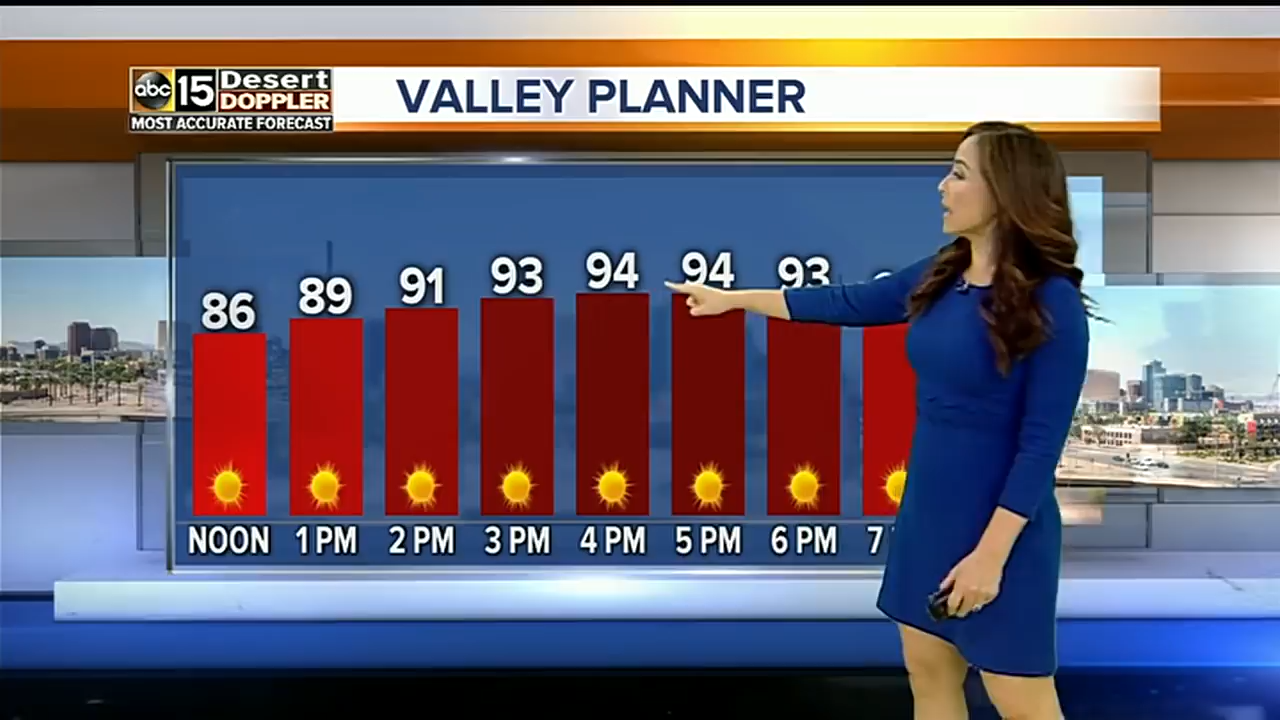 abc 15 Desert
DOPPLER
MOST ACCURATE FORECAST
VALLEY PLANNER
86 89 91 93 94 94 93
NOON 1 PM 2 PM 3 PM 4 PM 5 PM 6 PM 7